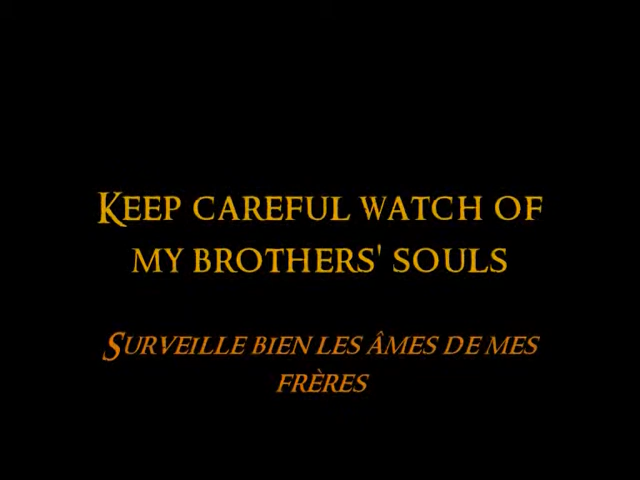 Keep careful watch of
my brothers' souls
Surveille bien les âmes de mes
frères